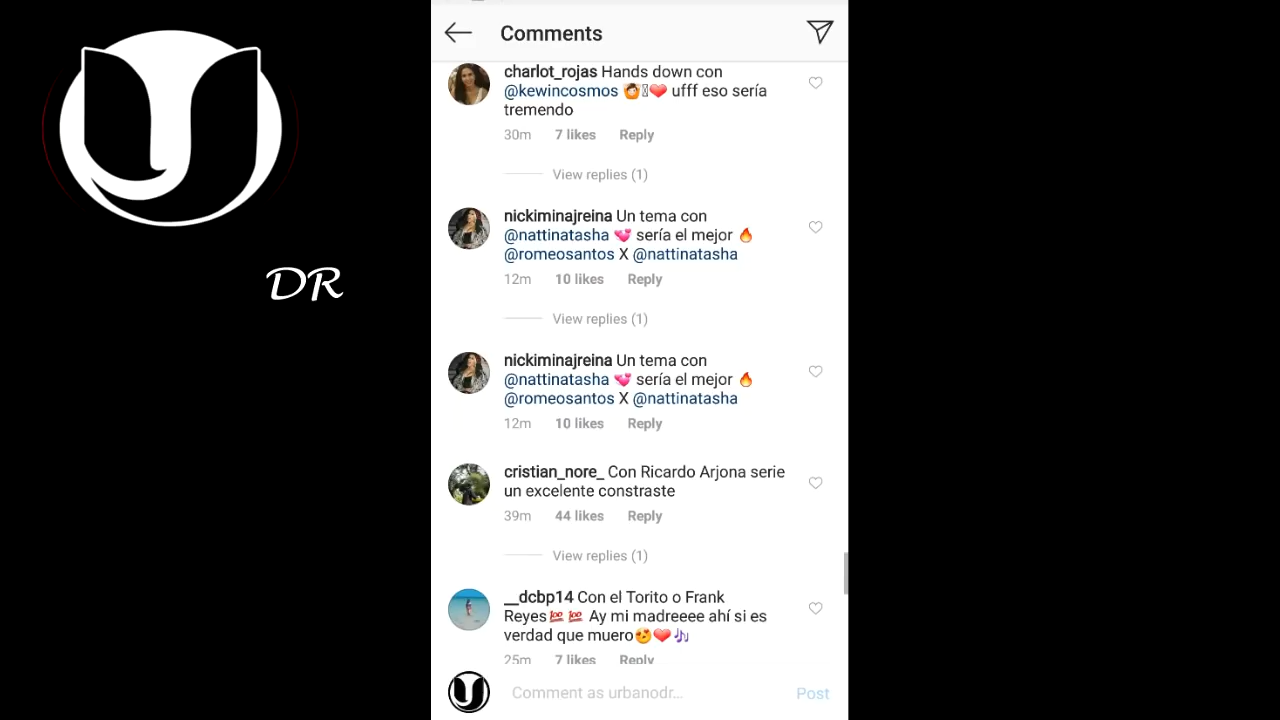 DR
Comments
charlot_rojas Hands down con
@kewincosmos 🙆❤ ufff eso sería
tremendo
30m 7 likes Reply
View replies (1)
nickiminajreina Un tema con
@nattinatasha 💞 sería el mejor 🔥
@romeosantos X @nattinatasha
12m 10 likes Reply
View replies (1)
nickiminajreina Un tema con
@nattinatasha 💞 sería el mejor 🔥
@romeosantos X @nattinatasha
12m 10 likes Reply
cristian_nore_ Con Ricardo Arjona serie
un excelente constraste
39m 44 likes Reply
View replies (1)
__dcbp14 Con el Torito o Frank
Reyes💯💯 Ay mi madreeee ahí si es
verdad que muero😍❤🎶
25m 7 likes Reply
Comment as urbanodr... Post